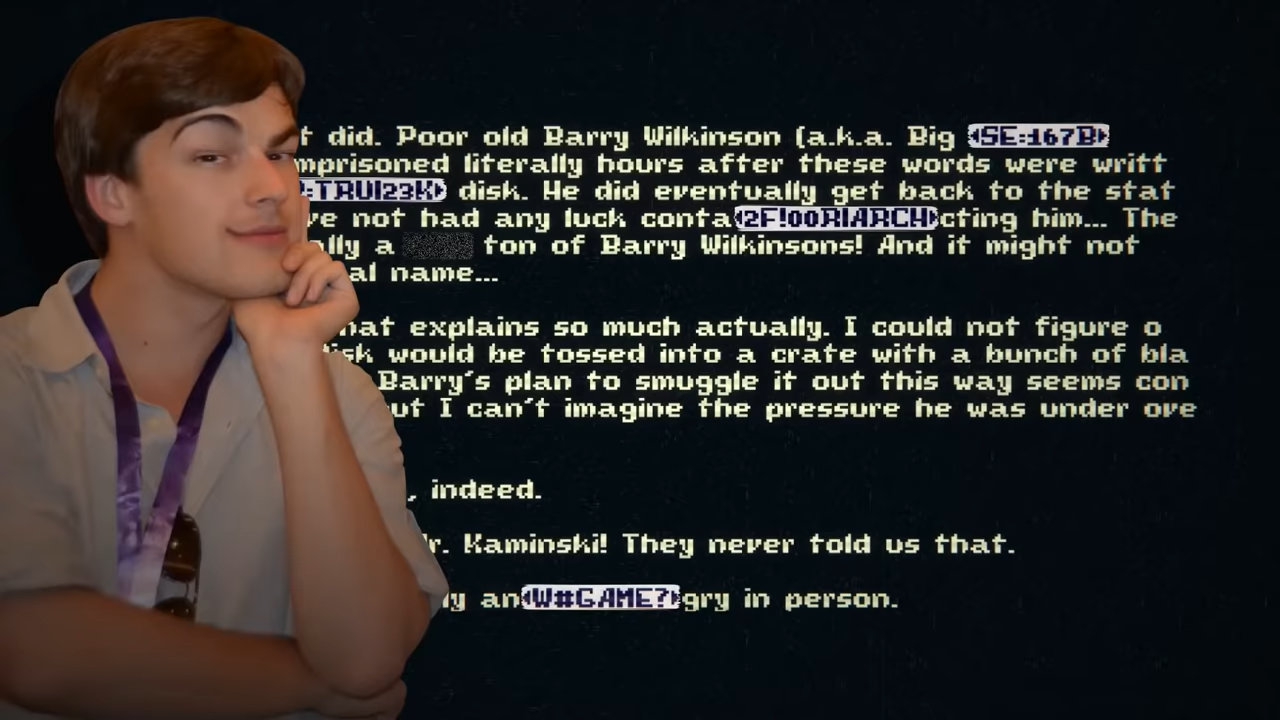 t did. Poor old Barry Wilkinson (a.k.a. Big <SE:167B>
mprisoned literally hours after these words were writt
:TRUI23K> disk. He did eventually get back to the stat
ve not had any luck conta<2F!00RIARCH>cting him... The
ally a ton of Barry Wilkinsons! And it might not
al name...
hat explains so much actually. I could not figure o
isk would be tossed into a crate with a bunch of bla
Barry's plan to smuggle it out this way seems con
ut I can't imagine the pressure he was under ove
, indeed.
r. Kaminski! They never told us that.
ly an<W#GAME?>gry in person.